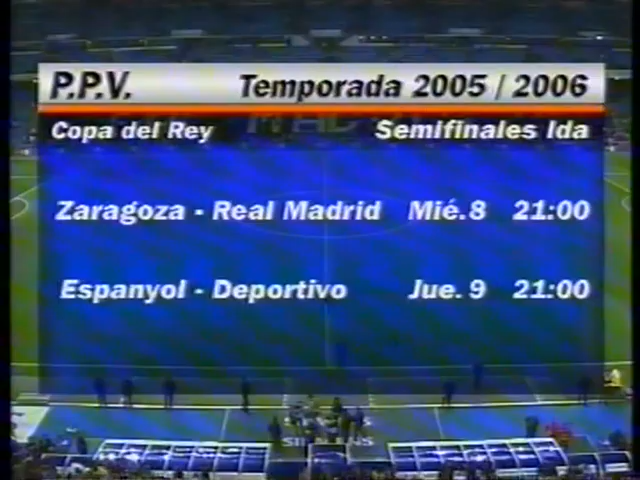 P.P.V. Temporada 2005 / 2006
Copa del Rey Semifinales Ida
Zaragoza - Real Madrid Mié. 8 21:00
Espanyol - Deportivo Jue. 9 21:00
SIEMENS